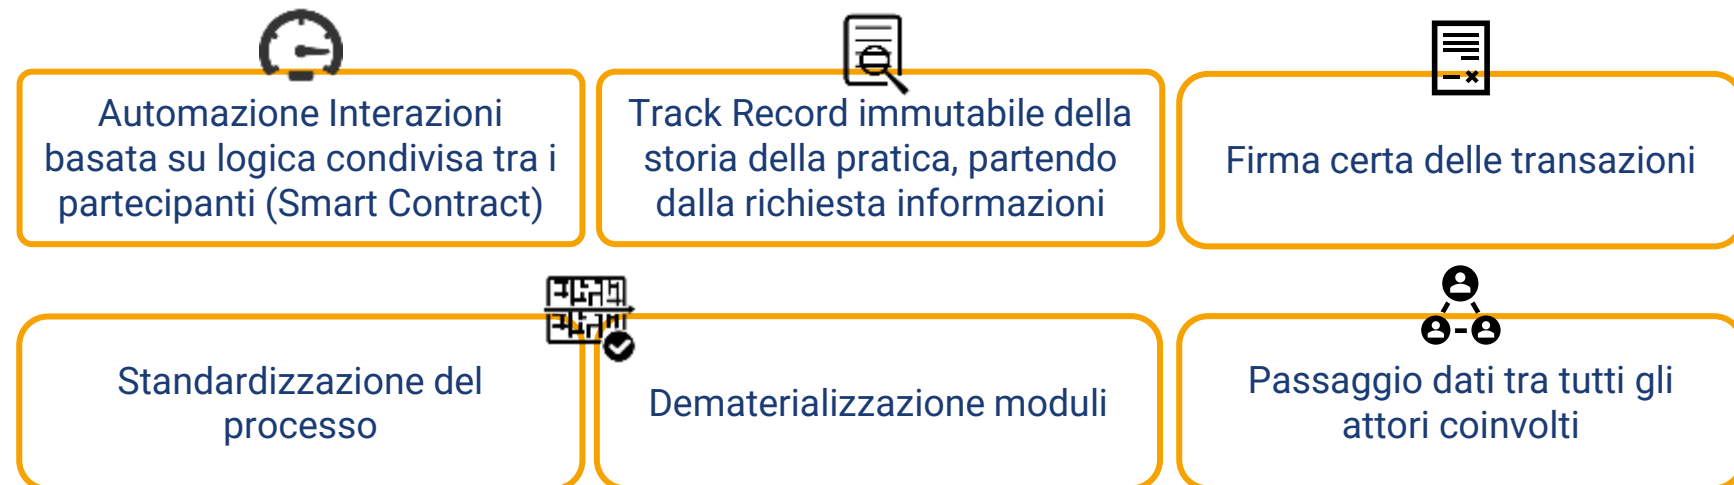 Automazione Interazioni
basata su logica condivisa tra i
partecipanti (Smart Contract)
Track Record immutabile della
storia della pratica, partendo
dalla richiesta informazioni
Firma certa delle transazioni
Standardizzazione del
processo
Dematerializzazione moduli
Passaggio dati tra tutti gli
attori coinvolti